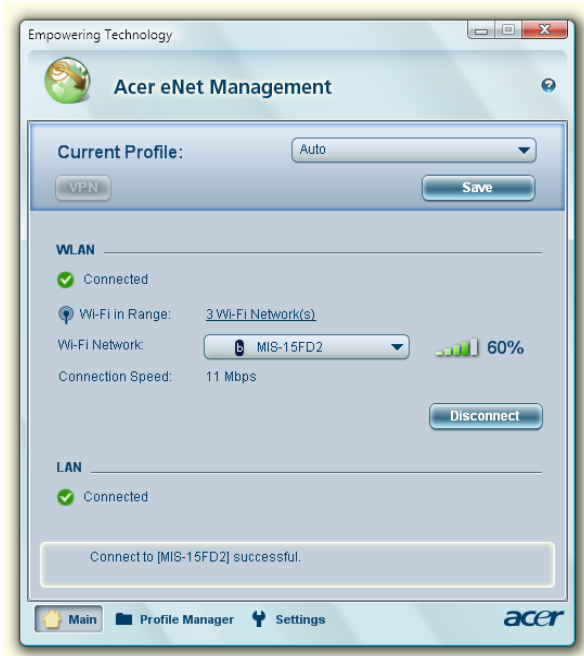 Empowering Technology
Acer eNet Management
Current Profile: Auto
VPN Save
WLAN
Connected
Wi-Fi in Range: 3 Wi-Fi Network(s)
Wi-Fi Network: b MIS-15FD2 60%
Connection Speed: 11 Mbps
Disconnect
LAN
Connected
Connect to [MIS-15FD2] successful.
Main Profile Manager Settings acer